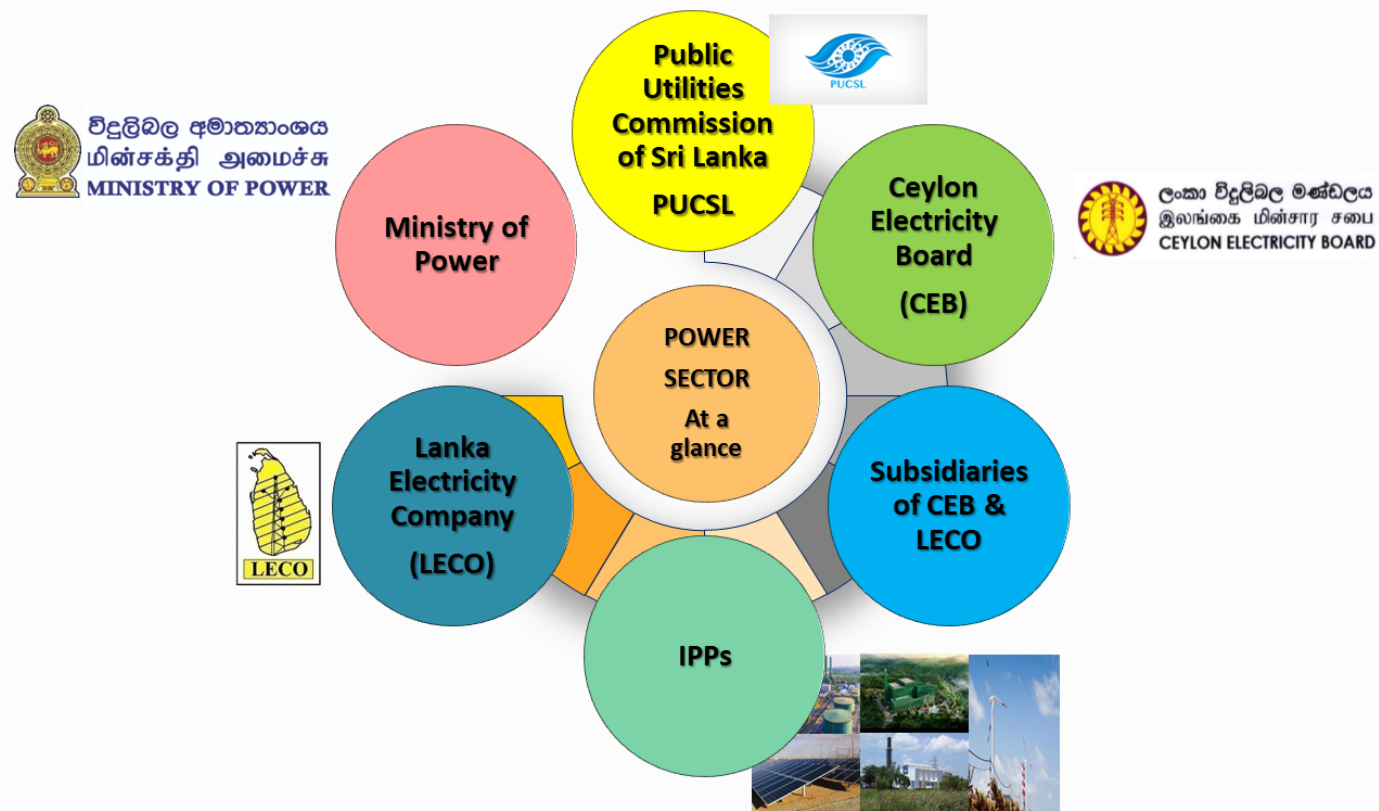 Public
Utilities
Commission
of Sri Lanka
PUCSL
PUCSL
විදුලිබල අමාත්‍යාංශය
மின்சக்தி அமைச்சு
MINISTRY OF POWER
Ministry of
Power
Ceylon
Electricity
Board
(CEB)
ලංකා විදුලිබල මණ්ඩලය
இலங்கை மின்சார சபை
CEYLON ELECTRICITY BOARD
POWER
SECTOR
At a
glance
Lanka
Electricity
Company
(LECO)
LECO
Subsidiaries
of CEB &
LECO
IPPs